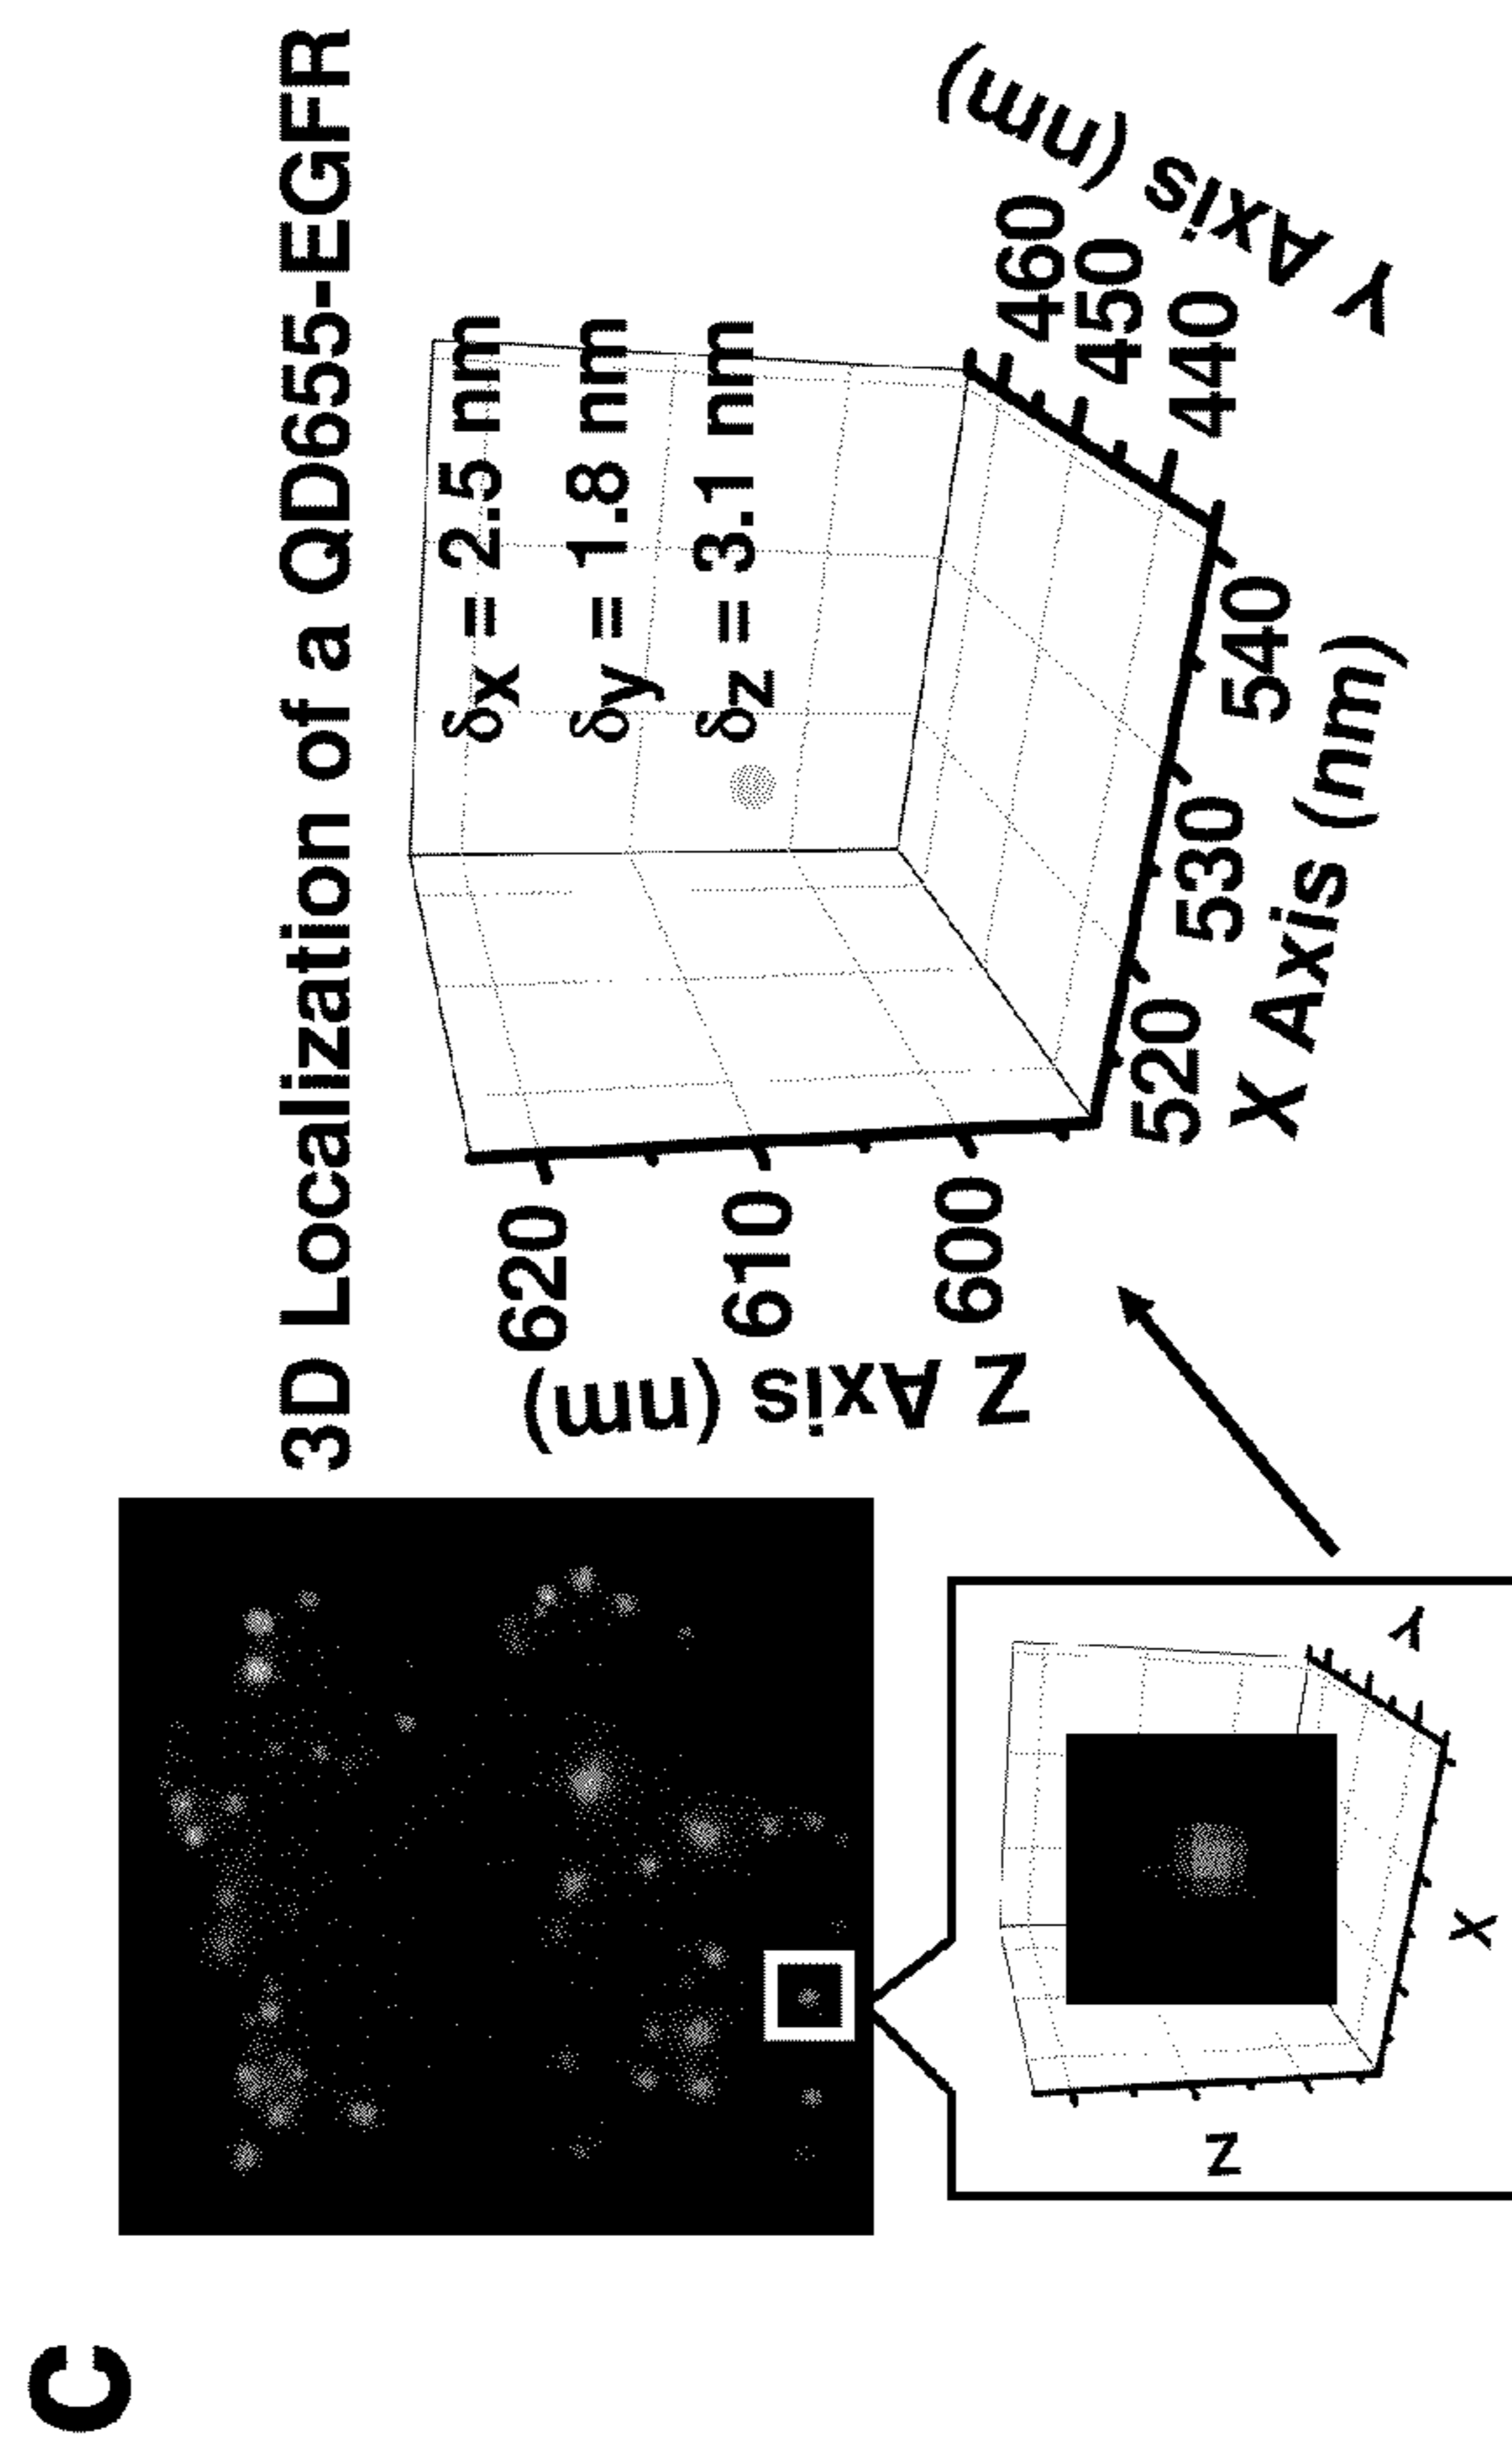 C
3D Localization of a QD655-EGFR
δx = 2.5 nm
δy = 1.8 nm
δz = 3.1 nm
Z Axis (nm)
620
610
600
520
530
540
X Axis (nm)
440
450
460
Y Axis (nm)
Z
X
Y